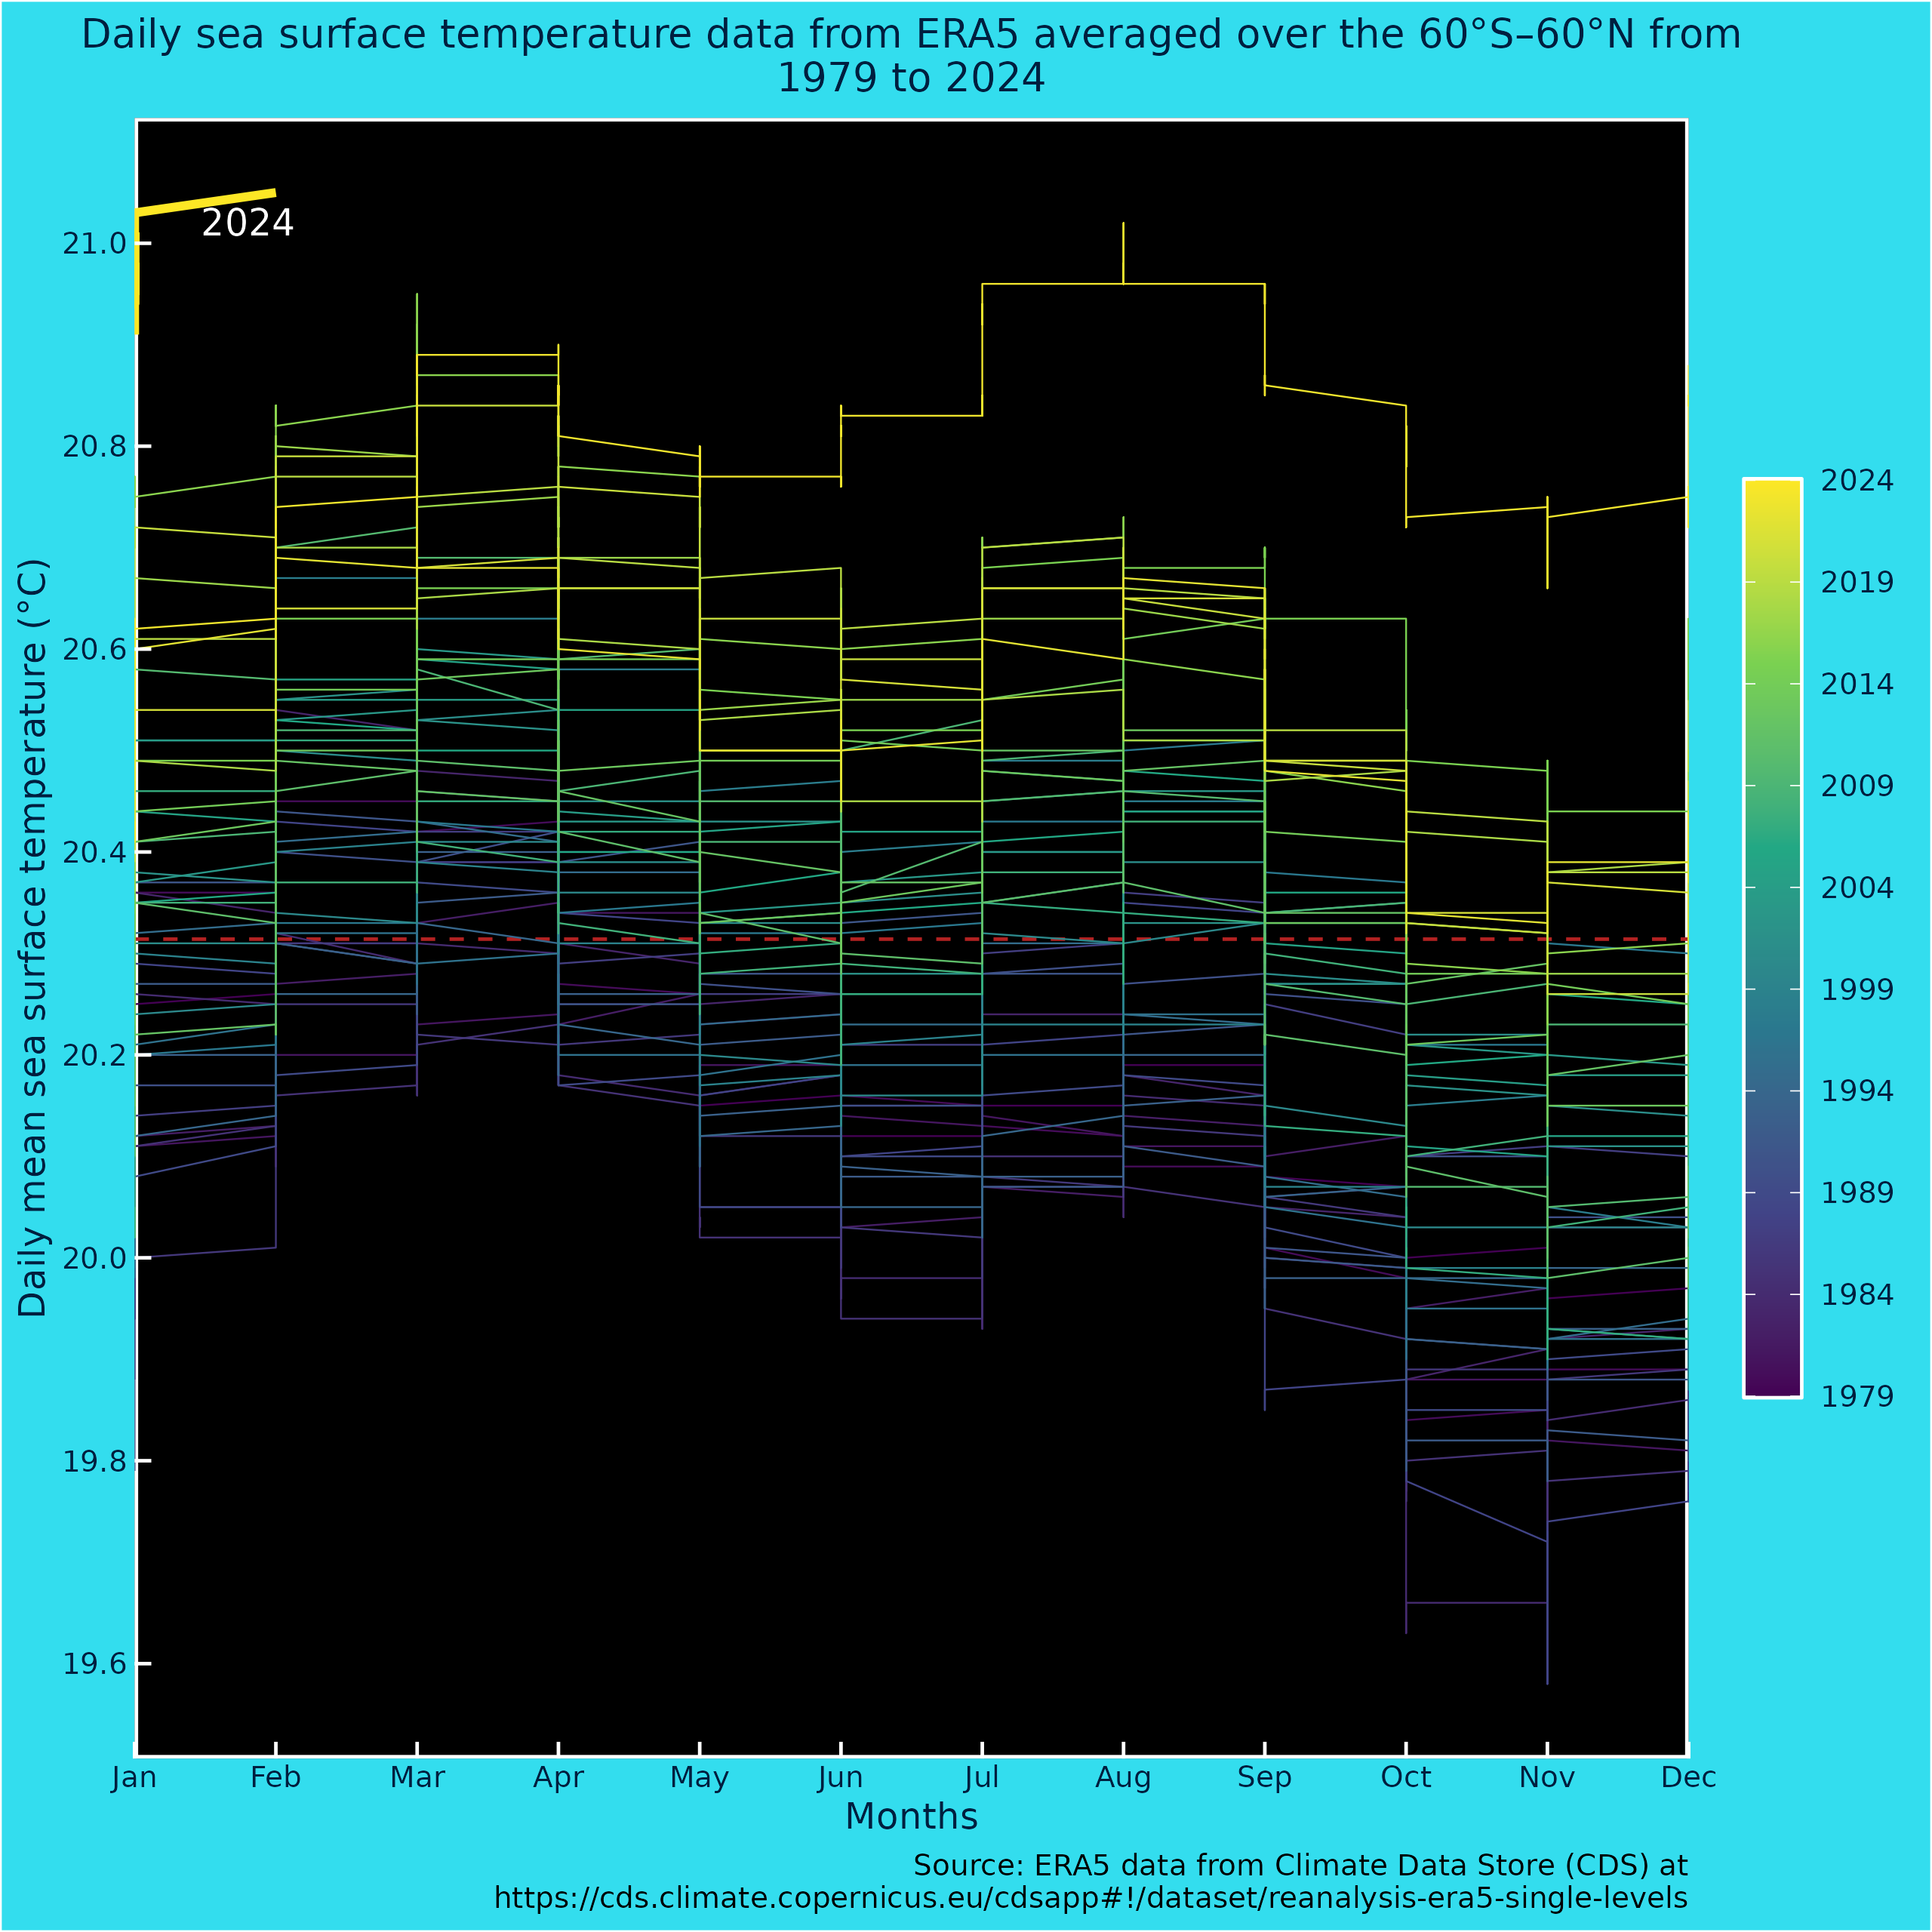 Daily sea surface temperature data from ERA5 averaged over the 60°S–60°N from
1979 to 2024
Daily mean sea surface temperature (°C)
21.0
20.8
20.6
20.4
20.2
20.0
19.8
19.6
2024
2024
2019
2014
2009
2004
1999
1994
1989
1984
1979
Jan Feb Mar Apr May Jun Jul Aug Sep Oct Nov Dec
Months
Source: ERA5 data from Climate Data Store (CDS) at
https://cds.climate.copernicus.eu/cdsapp#!/dataset/reanalysis-era5-single-levels